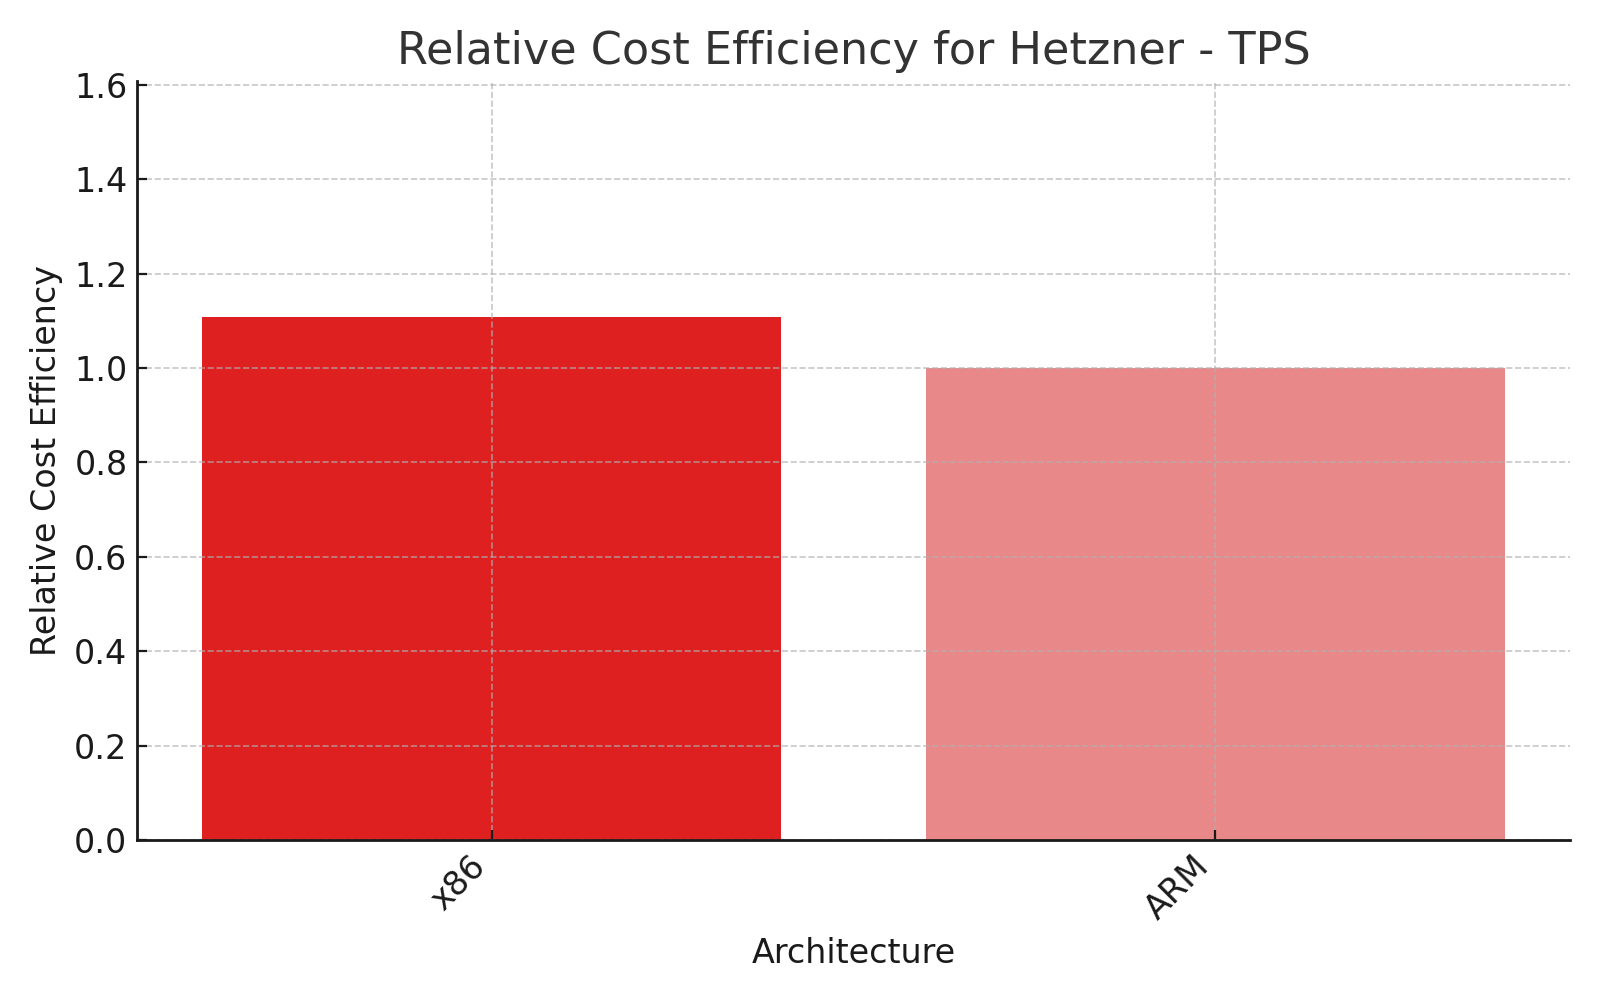 Relative Cost Efficiency for Hetzner - TPS
Relative Cost Efficiency
1.6
1.4
1.2
1.0
0.8
0.6
0.4
0.2
0.0
x86
ARM
Architecture